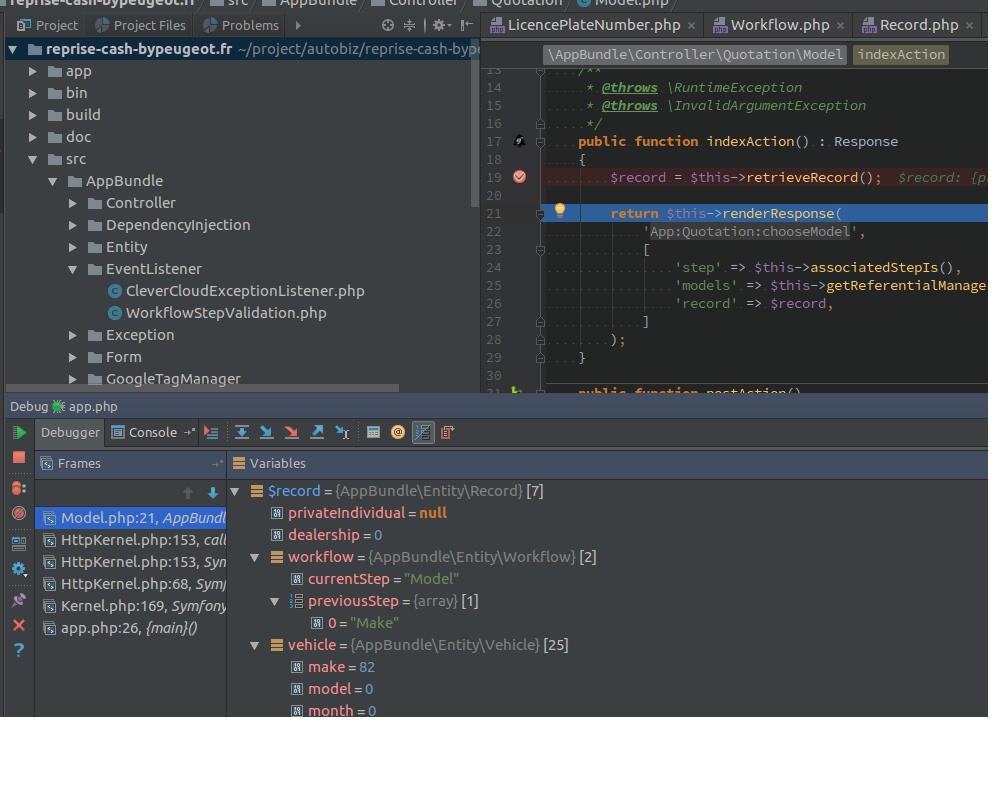 reprise-cash-bypeugeot.fr src AppBundle Controller Quotation Model.php
Project Project Files Problems
LicencePlateNumber.php × Workflow.php × Record.php ×
reprise-cash-bypeugeot.fr ~/project/autobiz/reprise-cash-bype
\AppBundle\Controller\Quotation\Model indexAction
app
bin
build
doc
src
AppBundle
Controller
DependencyInjection
Entity
EventListener
CleverCloudExceptionListener.php
WorkflowStepValidation.php
Exception
Form
GoogleTagManager
13 /**
14 * @throws \RuntimeException
15 * @throws \InvalidArgumentException
16 */
17 public function indexAction() : Response
18 {
19 $record = $this->retrieveRecord(); $record: {p
20
21 return $this->renderResponse(
22 'App:Quotation:chooseModel',
23 [
24 'step' => $this->associatedStepIs(),
25 'models' => $this->getReferentialManage
26 'record' => $record,
27 ]
28 );
29 }
30
31 public function postAction()
Debug app.php
Debugger Console
Frames
Model.php:21, AppBundl
HttpKernel.php:153, call
HttpKernel.php:153, Sym
HttpKernel.php:68, Symf
Kernel.php:169, Symfony
app.php:26, {main}()
Variables
$record = {AppBundle\Entity\Record} [7]
privateIndividual = null
dealership = 0
workflow = {AppBundle\Entity\Workflow} [2]
currentStep = "Model"
previousStep = {array} [1]
0 = "Make"
vehicle = {AppBundle\Entity\Vehicle} [25]
make = 82
model = 0
month = 0